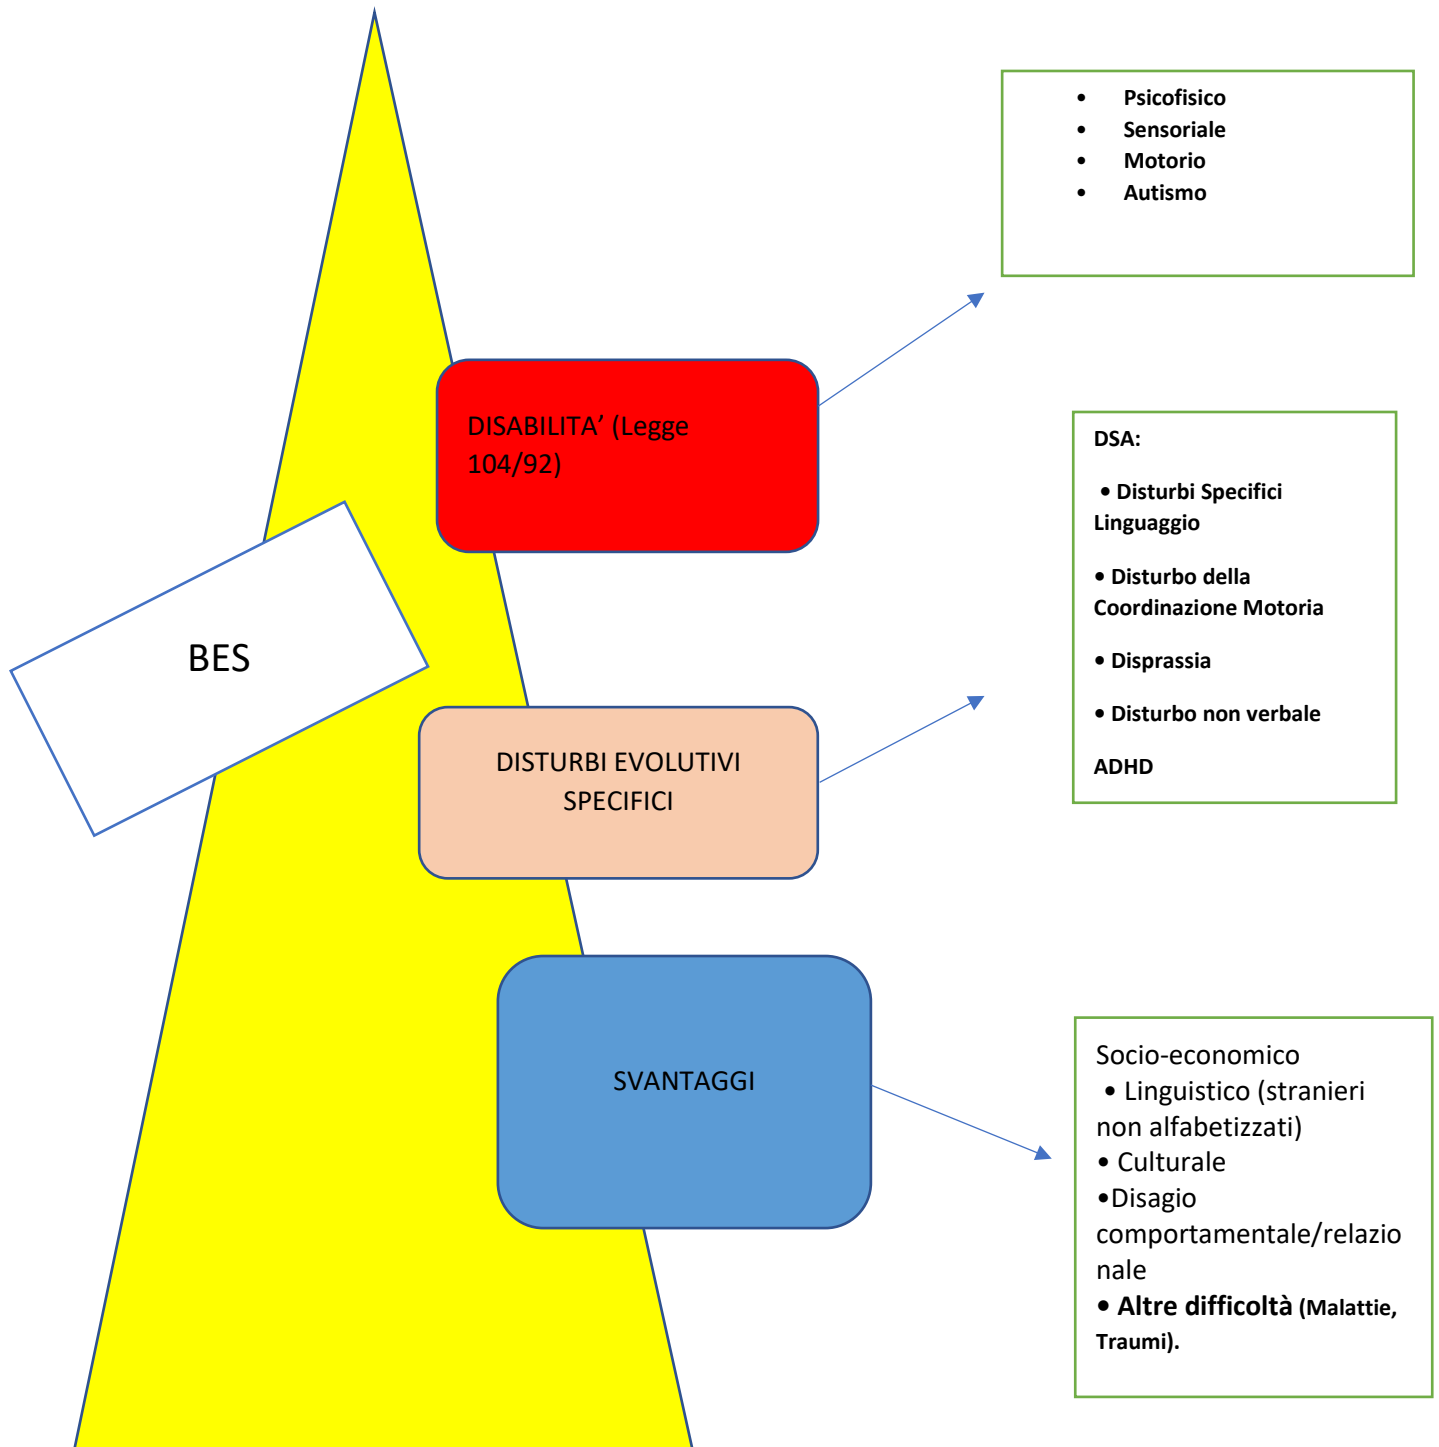 BES
DISABILITA’ (Legge
104/92)
• Psicofisico
• Sensoriale
• Motorio
• Autismo
DISTURBI EVOLUTIVI
SPECIFICI
DSA:
• Disturbi Specifici
Linguaggio
• Disturbo della
Coordinazione Motoria
• Disprassia
• Disturbo non verbale
ADHD
SVANTAGGI
Socio-economico
• Linguistico (stranieri
non alfabetizzati)
• Culturale
•Disagio
comportamentale/relazio
nale
• Altre difficoltà (Malattie,
Traumi).